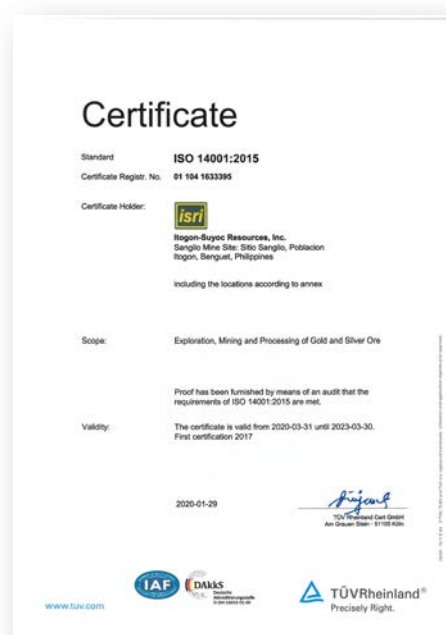 Certificate
Standard ISO 14001:2015
Certificate Registr. No. 01 104 1633395
Certificate Holder:
isri
Itogon-Suyoc Resources, Inc.
Sangilo Mine Site: Sitio Sangilo, Poblacion
Itogon, Benguet, Philippines
including the locations according to annex
Scope: Exploration, Mining and Processing of Gold and Silver Ore
Proof has been furnished by means of an audit that the
requirements of ISO 14001:2015 are met.
Validity: The certificate is valid from 2020-03-31 until 2023-03-30.
First certification 2017
2020-01-29
TÜV Rheinland Cert GmbH
Am Grauen Stein · 51105 Köln
IAF
DAkkS
Deutsche
Akkreditierungsstelle
www.tuv.com
TÜVRheinland®
Precisely Right.